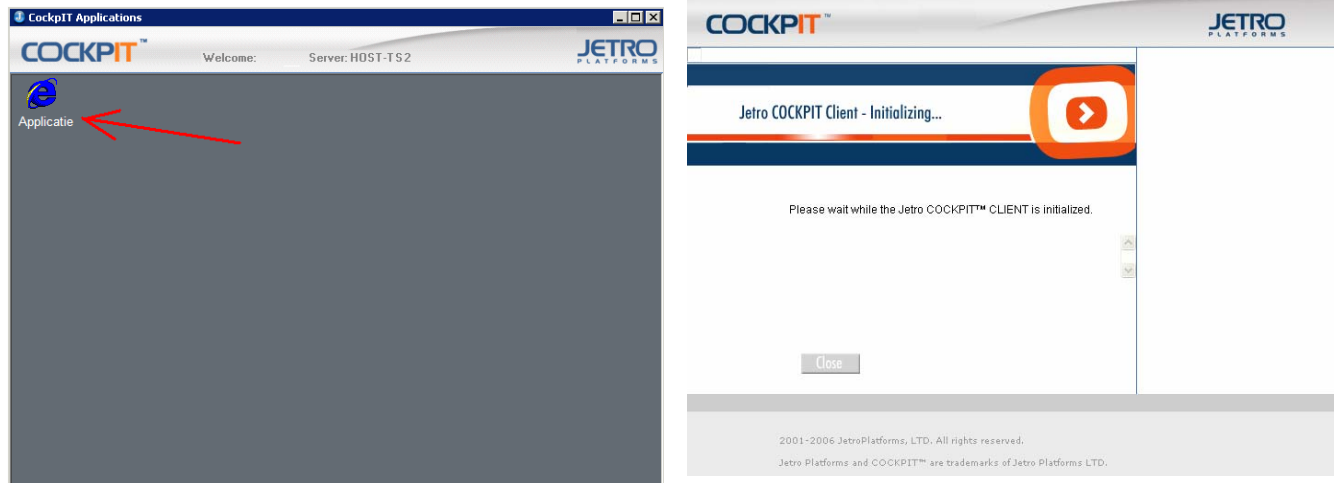 CockpIT Applications
COCKPIT™
Welcome: Server: HOST-TS2
JETRO
PLATFORMS
Applicatie
COCKPIT™
JETRO
PLATFORMS
Jetro COCKPIT Client - Initializing...
Please wait while the Jetro COCKPIT™ CLIENT is initialized.
Close
2001-2006 JetroPlatforms, LTD. All rights reserved.
Jetro Platforms and COCKPIT™ are trademarks of Jetro Platforms LTD.